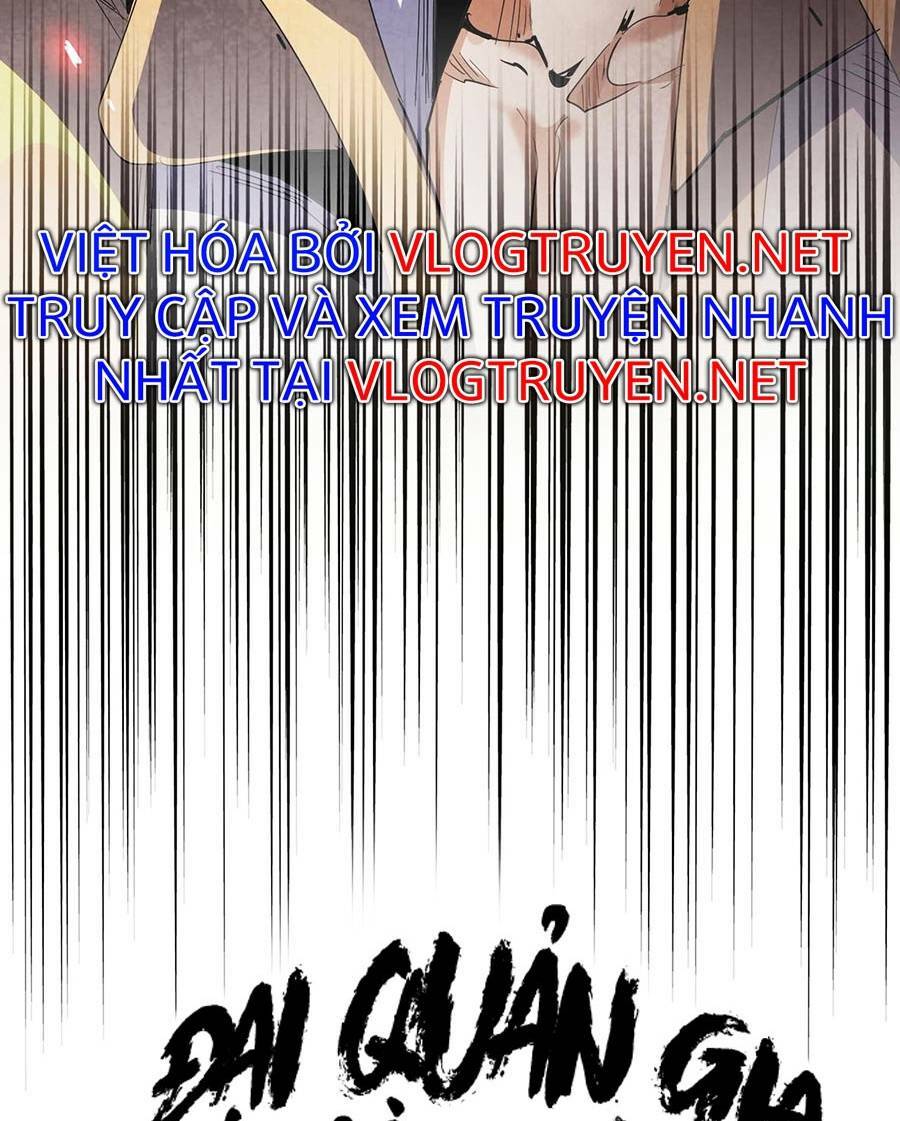 VIỆT HÓA BỞI VLOGTRUYEN.NET
TRUY CẬP VÀ XEM TRUYỆN NHANH
NHẤT TẠI VLOGTRUYEN.NET
ĐẠI QUẢN GIA